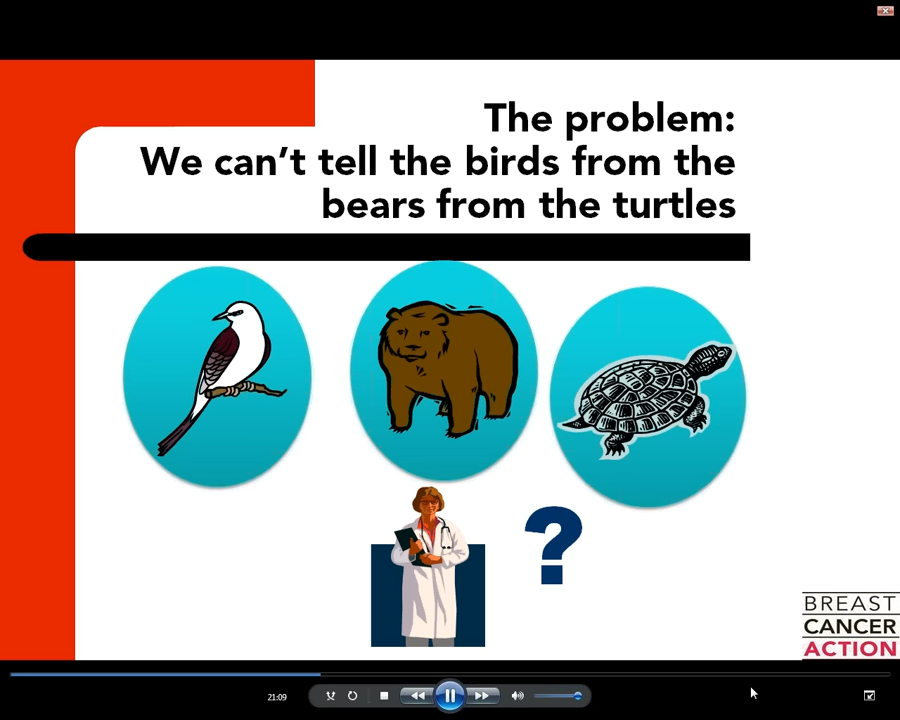 The problem:
We can't tell the birds from the
bears from the turtles
?
BREAST
CANCER
ACTION
21:09